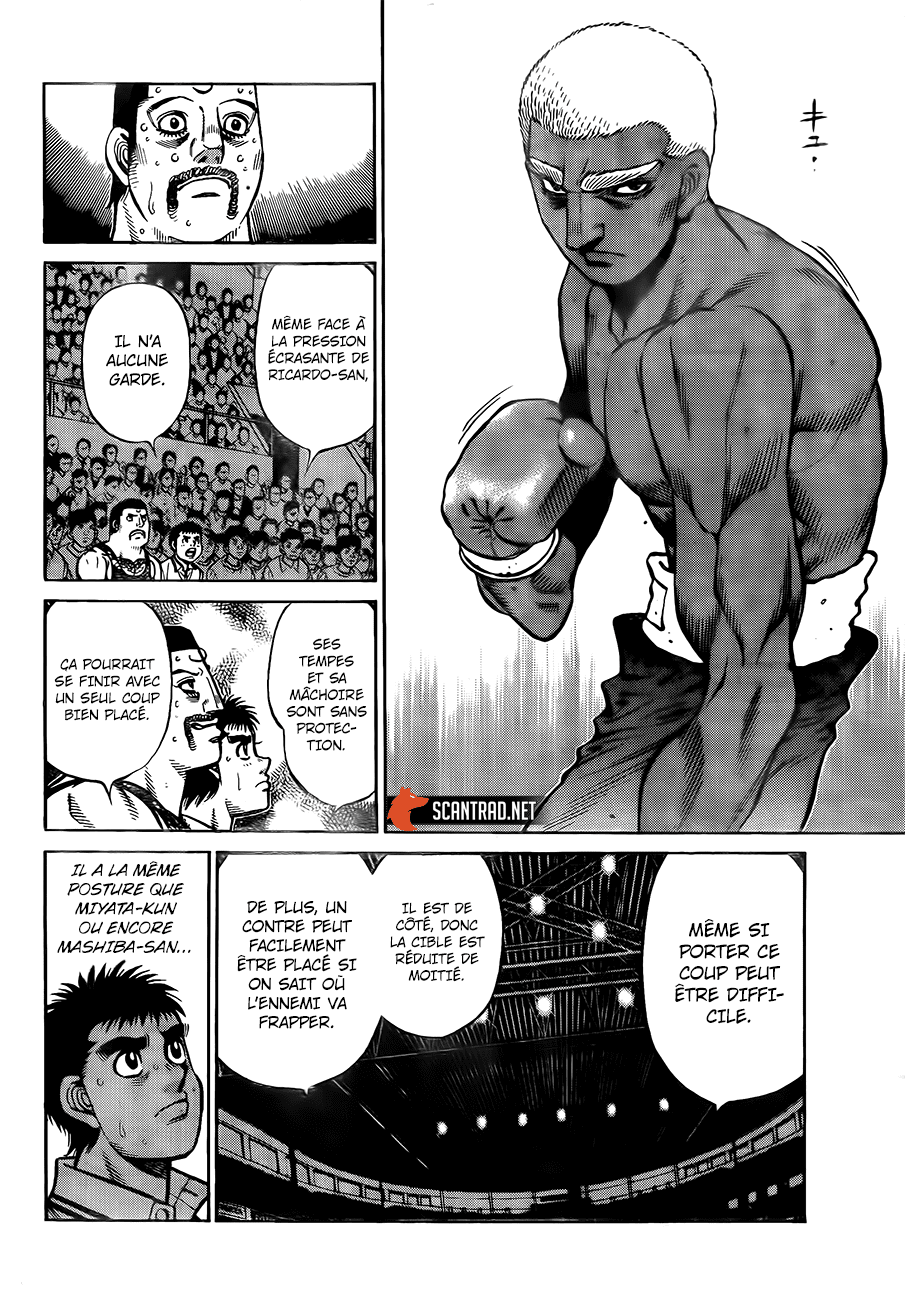 キュ.
MÊME FACE À
LA PRESSION
ÉCRASANTE DE
RICARDO-SAN,
IL N'A
AUCUNE
GARDE.
SES
TEMPES
ET SA
MÂCHOIRE
SONT SANS
PROTEC-
TION.
ÇA POURRAIT
SE FINIR AVEC
UN SEUL COUP
BIEN PLACÉ.
SCANTRAD.NET
MÊME SI
PORTER CE
COUP PEUT
ÊTRE DIFFI-
CILE.
IL EST DE
CÔTÉ, DONC
LA CIBLE EST
RÉDUITE DE
MOITIÉ.
DE PLUS, UN
CONTRE PEUT
FACILEMENT
ÊTRE PLACÉ SI
ON SAIT OÙ
L'ENNEMI VA
FRAPPER.
IL A LA MÊME
POSTURE QUE
MIYATA-KUN
OU ENCORE
MASHIBA-SAN...